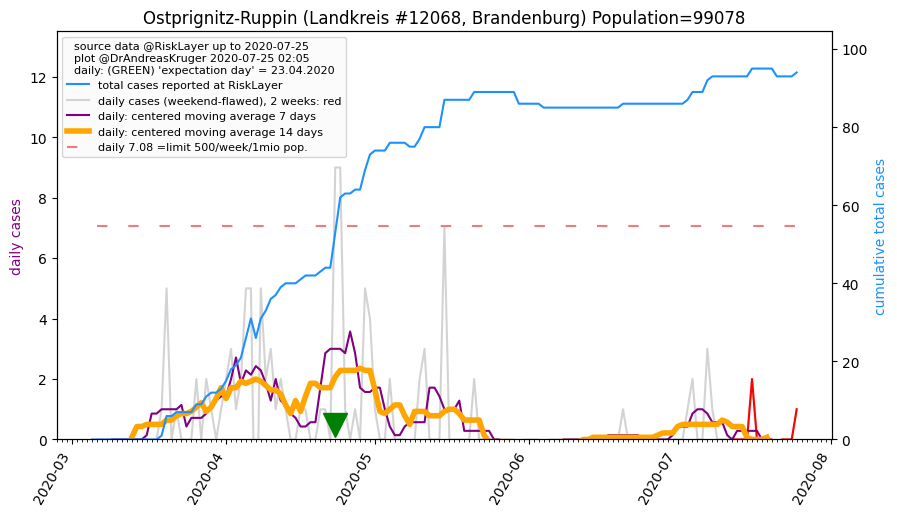 Ostprignitz-Ruppin (Landkreis #12068, Brandenburg) Population=99078
source data @RiskLayer up to 2020-07-25
plot @DrAndreasKruger 2020-07-25 02:05
daily: (GREEN) 'expectation day' = 23.04.2020
total cases reported at RiskLayer
daily cases (weekend-flawed), 2 weeks: red
daily: centered moving average 7 days
daily: centered moving average 14 days
daily 7.08 =limit 500/week/1mio pop.
daily cases
12
10
8
6
4
2
0
100
80
60
40
20
0
cumulative total cases
2020-03
2020-04
2020-05
2020-06
2020-07
2020-08